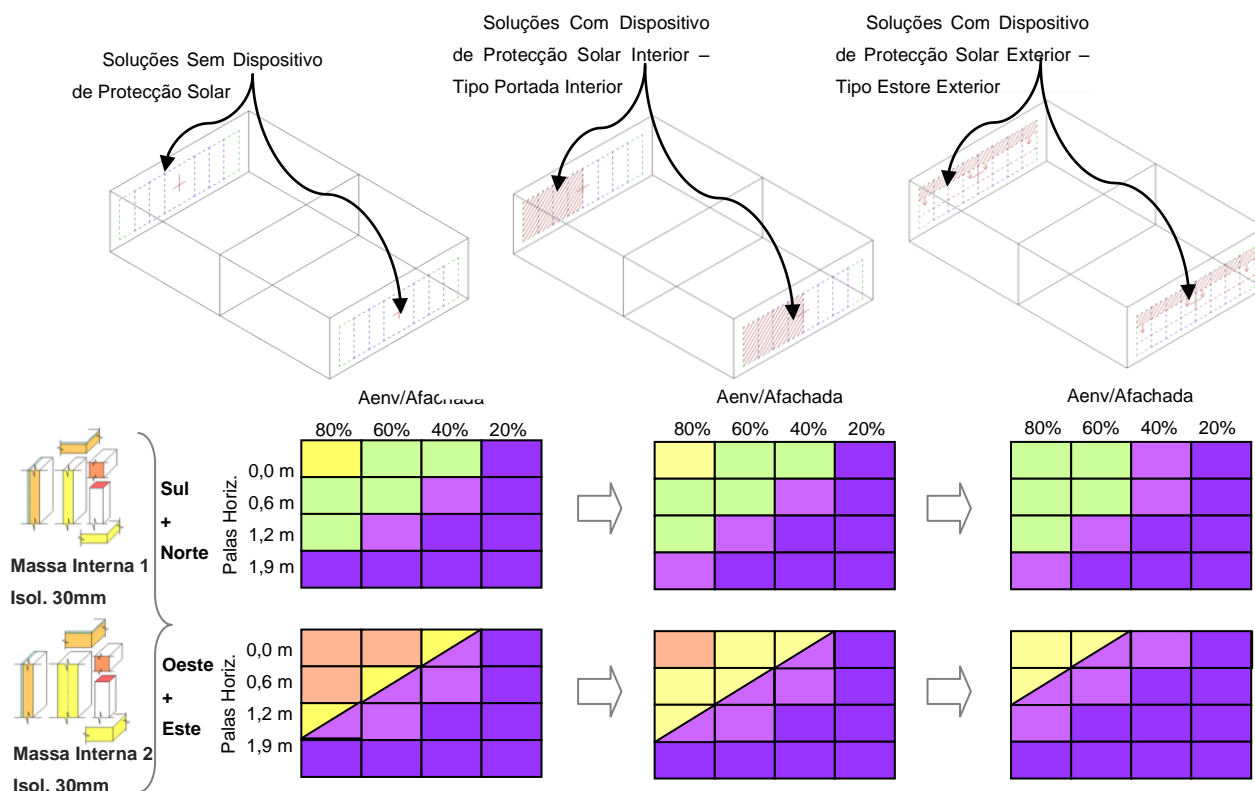 Soluções Sem Dispositivo
de Protecção Solar
Soluções Com Dispositivo
de Protecção Solar Interior –
Tipo Portada Interior
Soluções Com Dispositivo
de Protecção Solar Exterior –
Tipo Estore Exterior
Aenv/Afachada
80% 60% 40% 20%
Aenv/Afachada
80% 60% 40% 20%
Aenv/Afachada
80% 60% 40% 20%
Massa Interna 1
Isol. 30mm
Sul
+
Norte
Palas Horiz.
0,0 m
0,6 m
1,2 m
1,9 m
Massa Interna 2
Isol. 30mm
Oeste
+
Este
Palas Horiz.
0,0 m
0,6 m
1,2 m
1,9 m